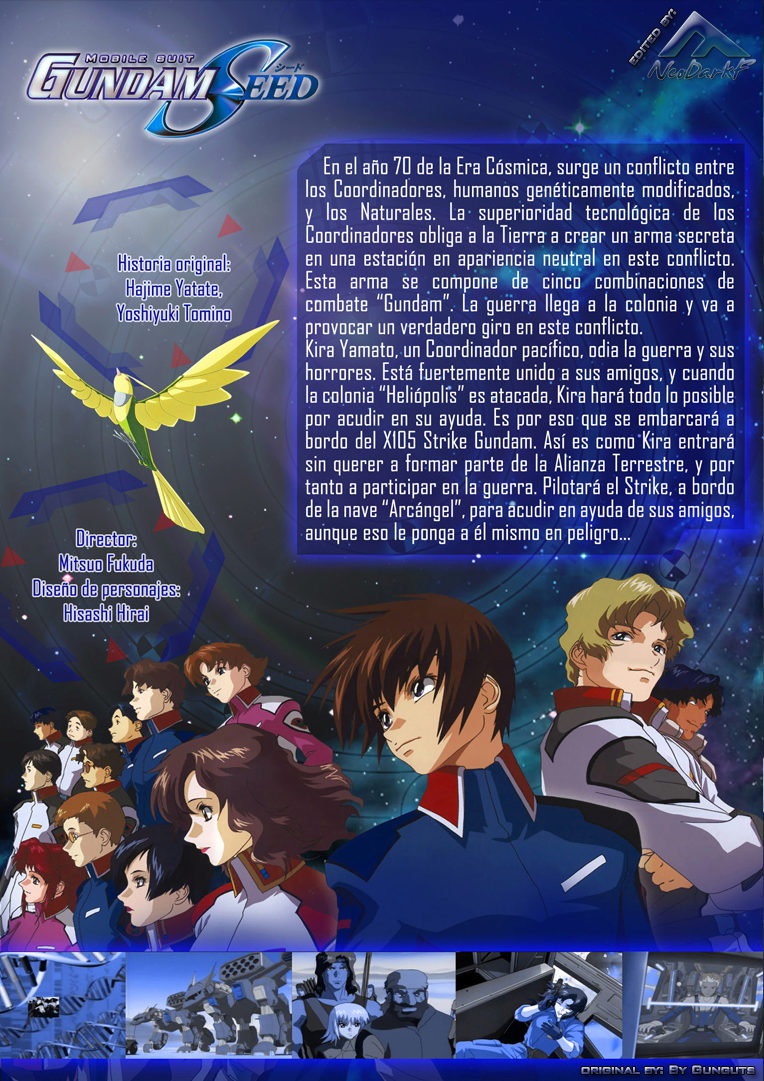 MOBILE SUIT
GUNDAM SEED
シード
EDITED BY:
NeoDarkF
En el año 70 de la Era Cósmica, surge un conflicto entre
los Coordinadores, humanos genéticamente modificados,
y los Naturales. La superioridad tecnológica de los
Coordinadores obliga a la Tierra a crear un arma secreta
en una estación en apariencia neutral en este conflicto.
Esta arma se compone de cinco combinaciones de
combate “Gundam”. La guerra llega a la colonia y va a
provocar un verdadero giro en este conflicto.
Kira Yamato, un Coordinador pacífico, odia la guerra y sus
horrores. Está fuertemente unido a sus amigos, y cuando
la colonia “Heliópolis” es atacada, Kira hará todo lo posible
por acudir en su ayuda. Es por eso que se embarcará a
bordo del X105 Strike Gundam. Así es como Kira entrará
sin querer a formar parte de la Alianza Terrestre, y por
tanto a participar en la guerra. Pilotará el Strike, a bordo
de la nave “Arcángel”, para acudir en ayuda de sus amigos,
aunque eso le ponga a él mismo en peligro...
Historia original:
Hajime Yatate,
Yoshiyuki Tomino
Director:
Mitsuo Fukuda
Diseño de personajes:
Hisashi Hirai
ORIGINAL BY: BY GUNGUTS